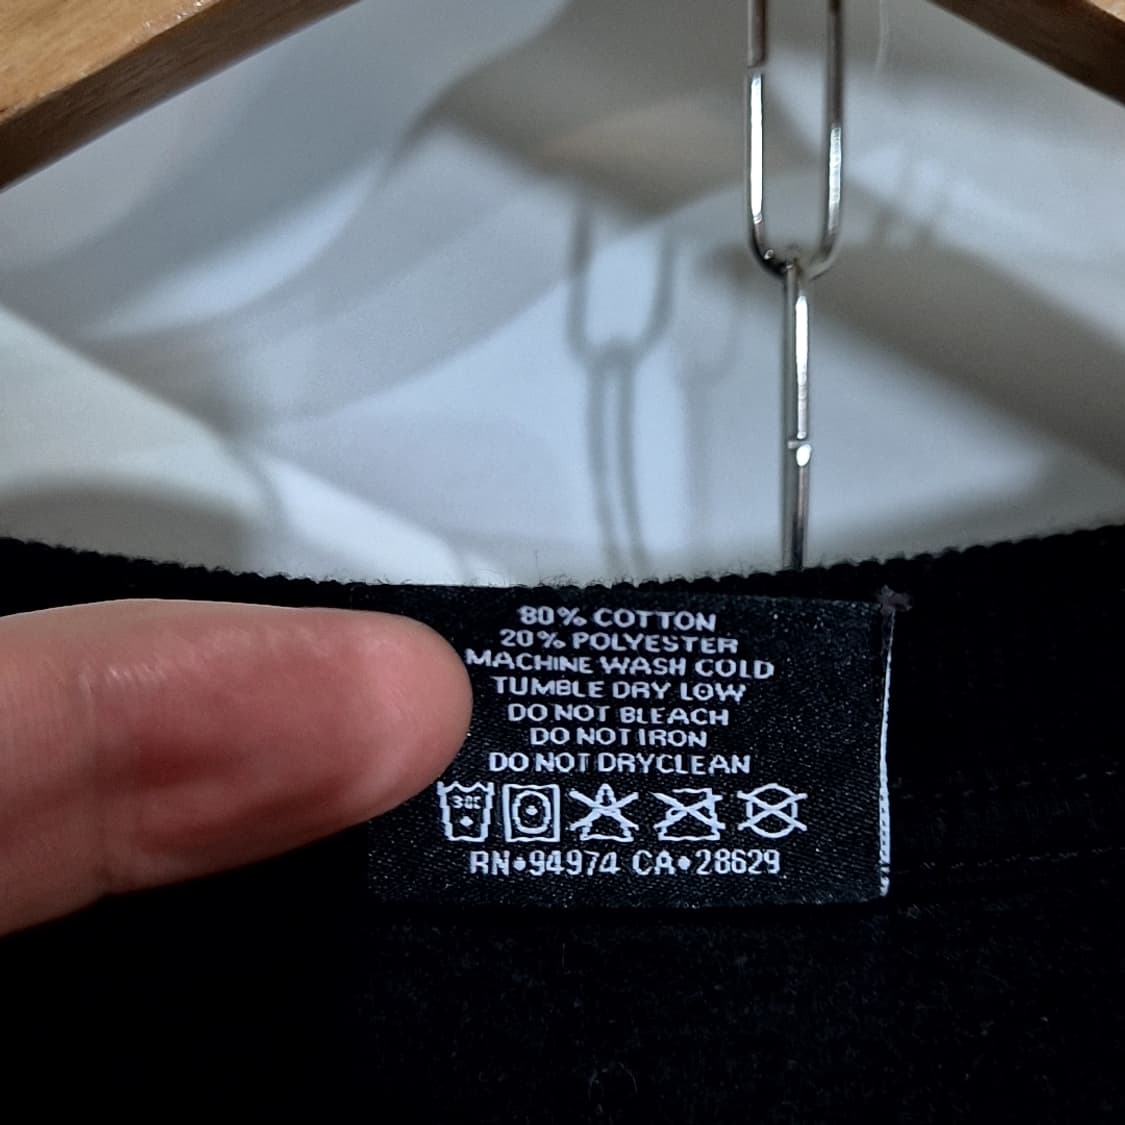 80% COTTON
20% POLYESTER
MACHINE WASH COLD
TUMBLE DRY LOW
DO NOT BLEACH
DO NOT IRON
DO NOT DRYCLEAN
30C
RN•94974 CA•28629